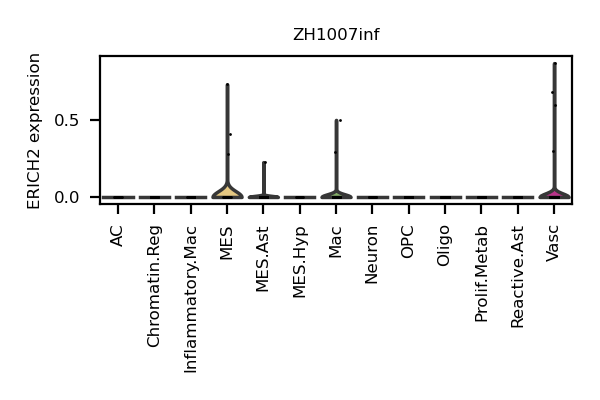 ZH1007inf
ERICH2 expression
0.5
0.0
AC
Chromatin.Reg
Inflammatory.Mac
MES
MES.Ast
MES.Hyp
Mac
Neuron
OPC
Oligo
Prolif.Metab
Reactive.Ast
Vasc